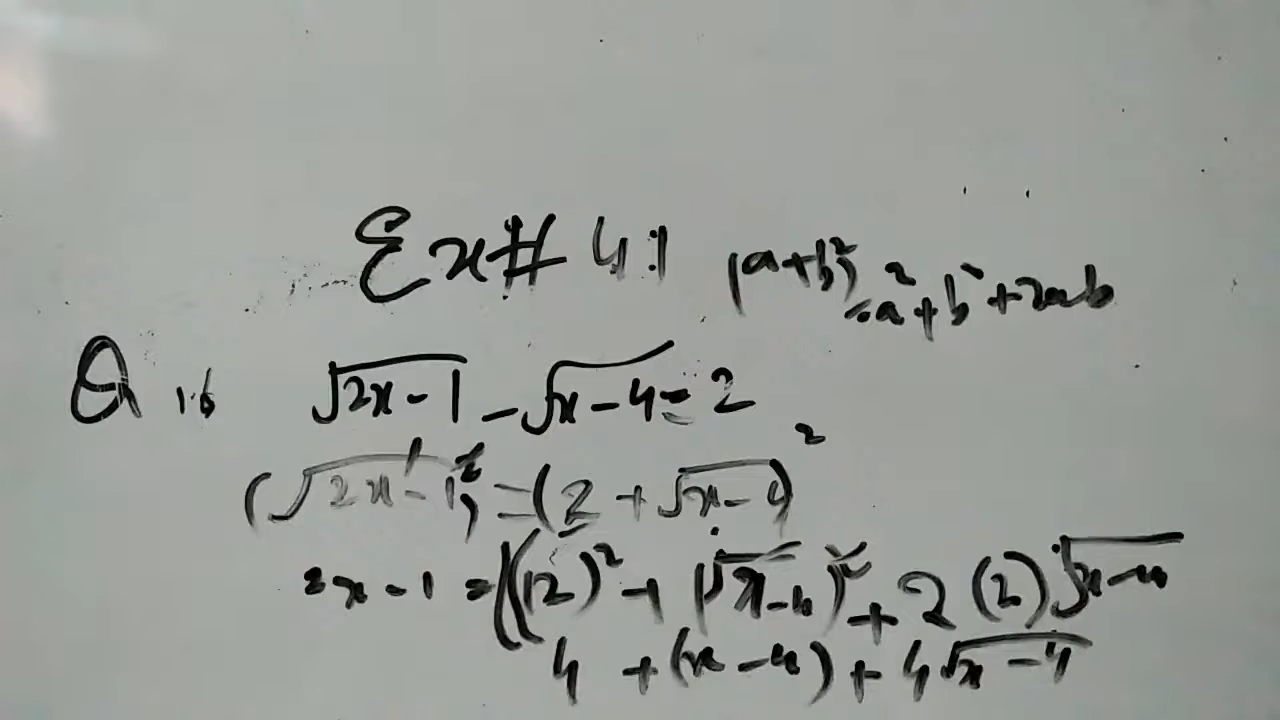 Ex# 4.1 (a+b)² = a²+b²+2ab
Q 16 √(2x-1) - √(x-4) = 2
(√(2x-1))² = (2 + √(x-4))²
2x-1 = ((2)² + (√(x-4))² + 2(2)√(x-4)
4 + (x-4) + 4√(x-4)